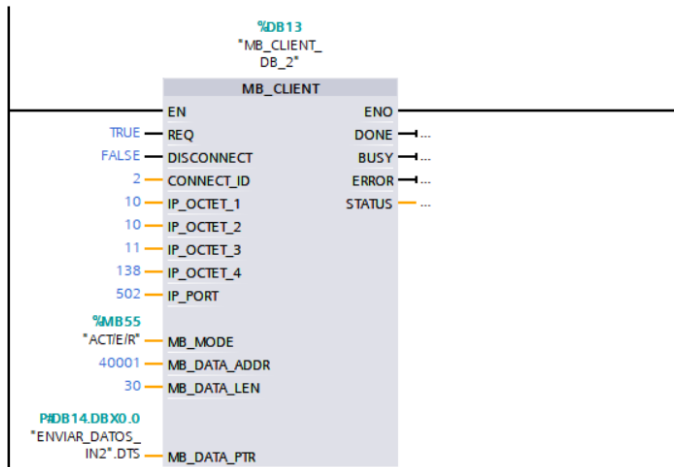 %DB13
"MB_CLIENT_
DB_2"
MB_CLIENT
EN ENO
TRUE REQ DONE ...
FALSE DISCONNECT BUSY ...
2 CONNECT_ID ERROR ...
10 IP_OCTET_1 STATUS ...
10 IP_OCTET_2
11 IP_OCTET_3
138 IP_OCTET_4
502 IP_PORT
%MB55
"ACT/E/R" MB_MODE
40001 MB_DATA_ADDR
30 MB_DATA_LEN
P#DB14.DBX0.0
"ENVIAR_DATOS_
IN2".DTS MB_DATA_PTR